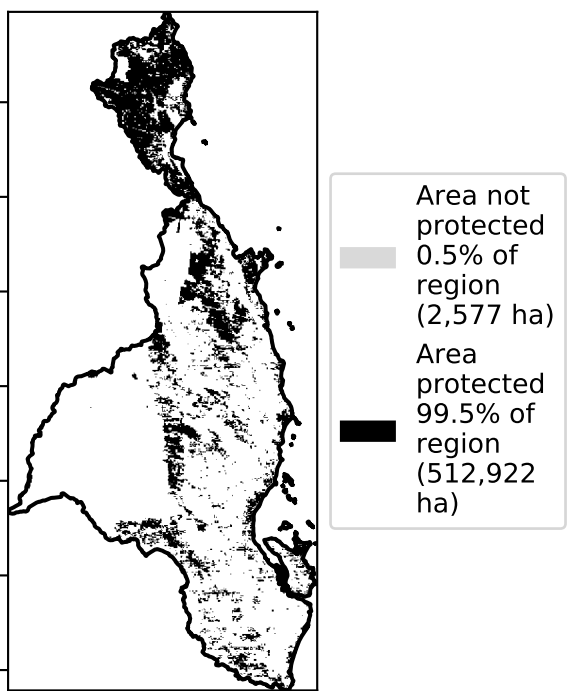 Area not
protected
0.5% of
region
(2,577 ha)
Area
protected
99.5% of
region
(512,922
ha)